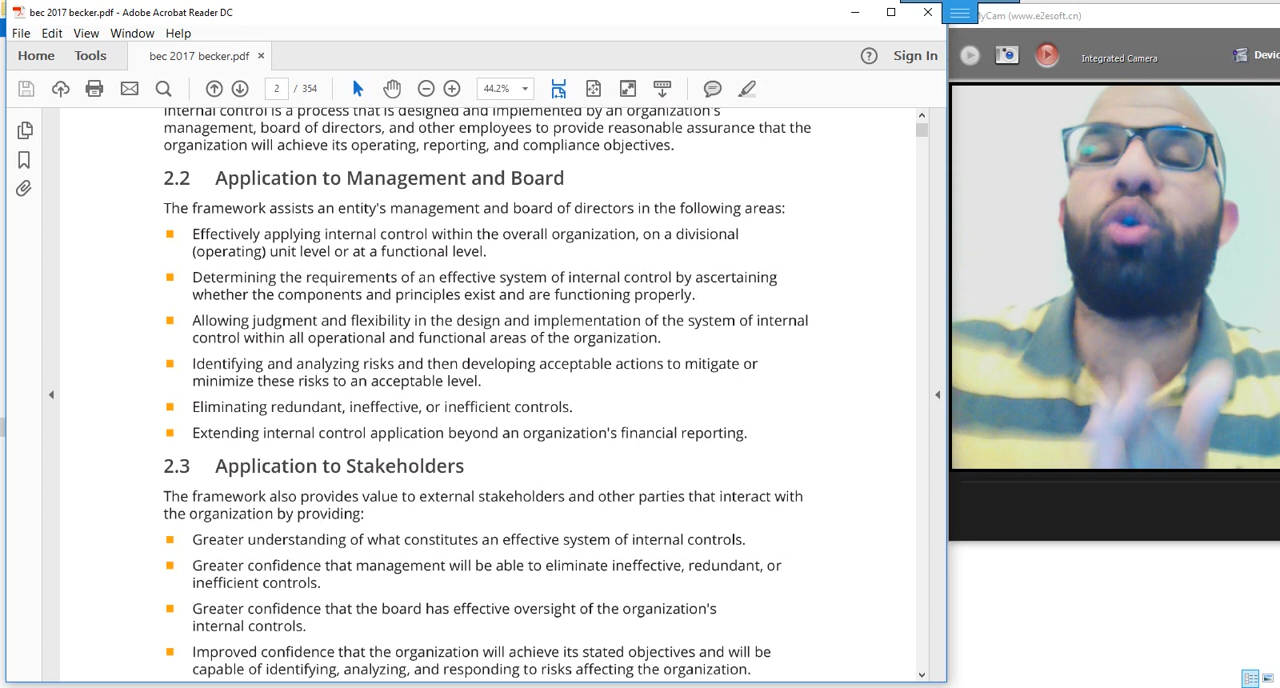 bec 2017 becker.pdf - Adobe Acrobat Reader DC
File Edit View Window Help
Home Tools bec 2017 becker.pdf × Sign In
2 / 354 44.2%
Internal control is a process that is designed and implemented by an organization's
management, board of directors, and other employees to provide reasonable assurance that the
organization will achieve its operating, reporting, and compliance objectives.
2.2 Application to Management and Board
The framework assists an entity's management and board of directors in the following areas:
Effectively applying internal control within the overall organization, on a divisional
(operating) unit level or at a functional level.
Determining the requirements of an effective system of internal control by ascertaining
whether the components and principles exist and are functioning properly.
Allowing judgment and flexibility in the design and implementation of the system of internal
control within all operational and functional areas of the organization.
Identifying and analyzing risks and then developing acceptable actions to mitigate or
minimize these risks to an acceptable level.
Eliminating redundant, ineffective, or inefficient controls.
Extending internal control application beyond an organization's financial reporting.
2.3 Application to Stakeholders
The framework also provides value to external stakeholders and other parties that interact with
the organization by providing:
Greater understanding of what constitutes an effective system of internal controls.
Greater confidence that management will be able to eliminate ineffective, redundant, or
inefficient controls.
Greater confidence that the board has effective oversight of the organization's
internal controls.
Improved confidence that the organization will achieve its stated objectives and will be
capable of identifying, analyzing, and responding to risks affecting the organization.
yCam (www.e2esoft.cn)
Integrated Camera
Devic